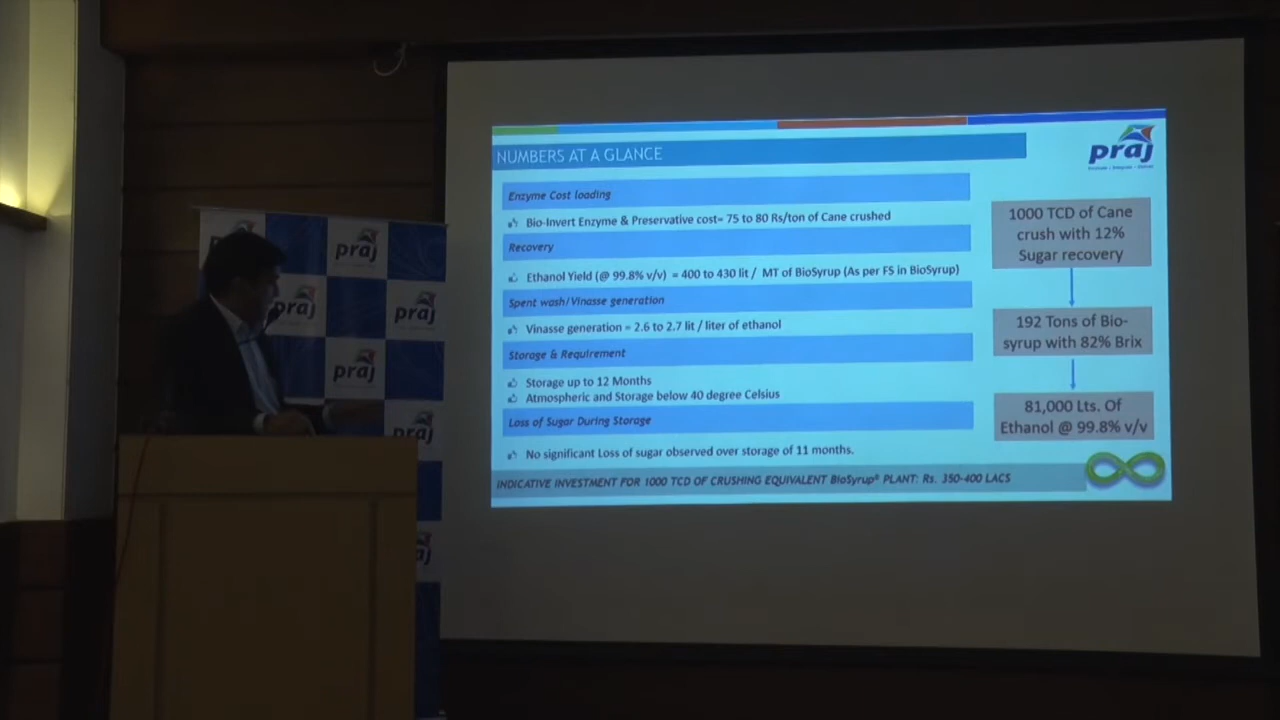 NUMBERS AT A GLANCE
praj
Enzyme Cost loading
Bio-Invert Enzyme & Preservative cost= 75 to 80 Rs/ton of Cane crushed
Recovery
Ethanol Yield (@ 99.8% v/v) = 400 to 430 lit / MT of BioSyrup (As per FS in BioSyrup)
Spent wash/Vinasse generation
Vinasse generation = 2.6 to 2.7 lit / liter of ethanol
Storage & Requirement
Storage up to 12 Months
Atmospheric and Storage below 40 degree Celsius
Loss of Sugar During Storage
No significant Loss of sugar observed over storage of 11 months.
INDICATIVE INVESTMENT FOR 1000 TCD OF CRUSHING EQUIVALENT BioSyrup® PLANT: Rs. 350-400 LACS
1000 TCD of Cane
crush with 12%
Sugar recovery
192 Tons of Bio-
syrup with 82% Brix
81,000 Lts. Of
Ethanol @ 99.8% v/v
praj
praj
praj
praj
praj